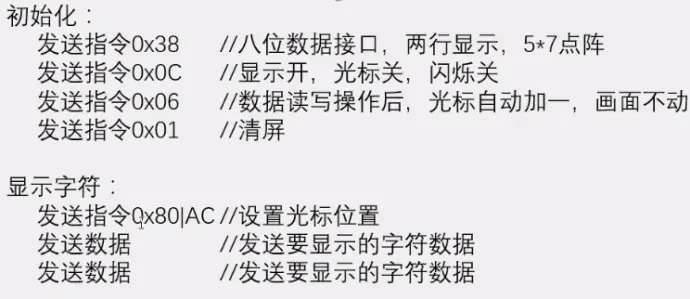 初始化：
发送指令0x38 //八位数据接口，两行显示，5*7点阵
发送指令0x0C //显示开，光标关，闪烁关
发送指令0x06 //数据读写操作后，光标自动加一，画面不动
发送指令0x01 //清屏
显示字符：
发送指令0x80|AC //设置光标位置
发送数据 //发送要显示的字符数据
发送数据 //发送要显示的字符数据